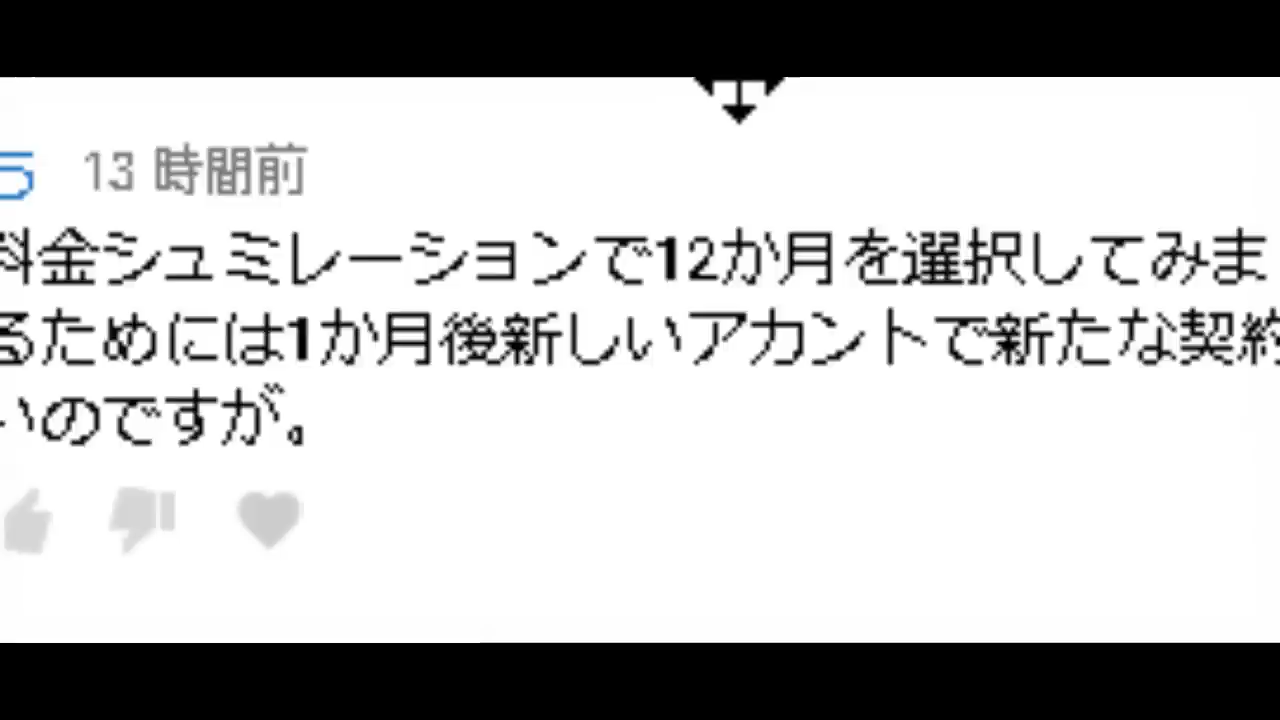 5 13 時間前
料金シュミレーションで12か月を選択してみま
るためには1か月後新しいアカントで新たな契約
いのですが。